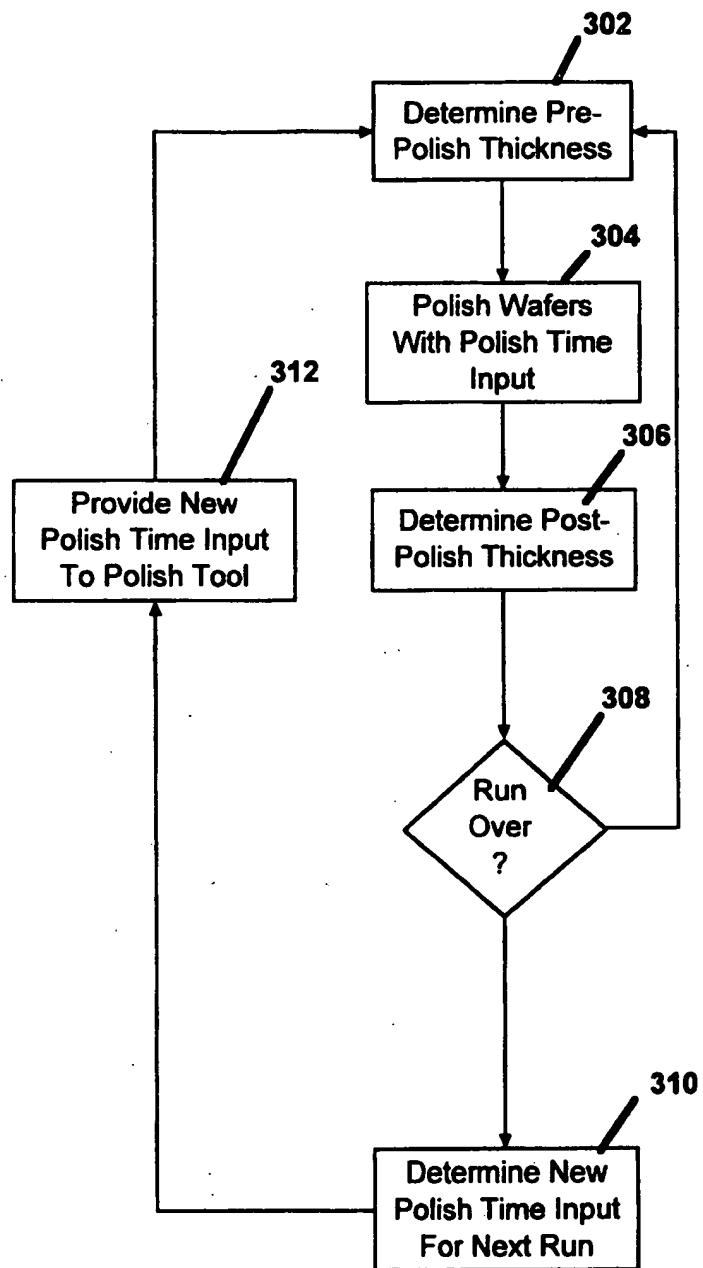 302
Determine Pre-
Polish Thickness
304
Polish Wafers
With Polish Time
Input
312
Provide New
Polish Time Input
To Polish Tool
306
Determine Post-
Polish Thickness
308
Run
Over
?
310
Determine New
Polish Time Input
For Next Run